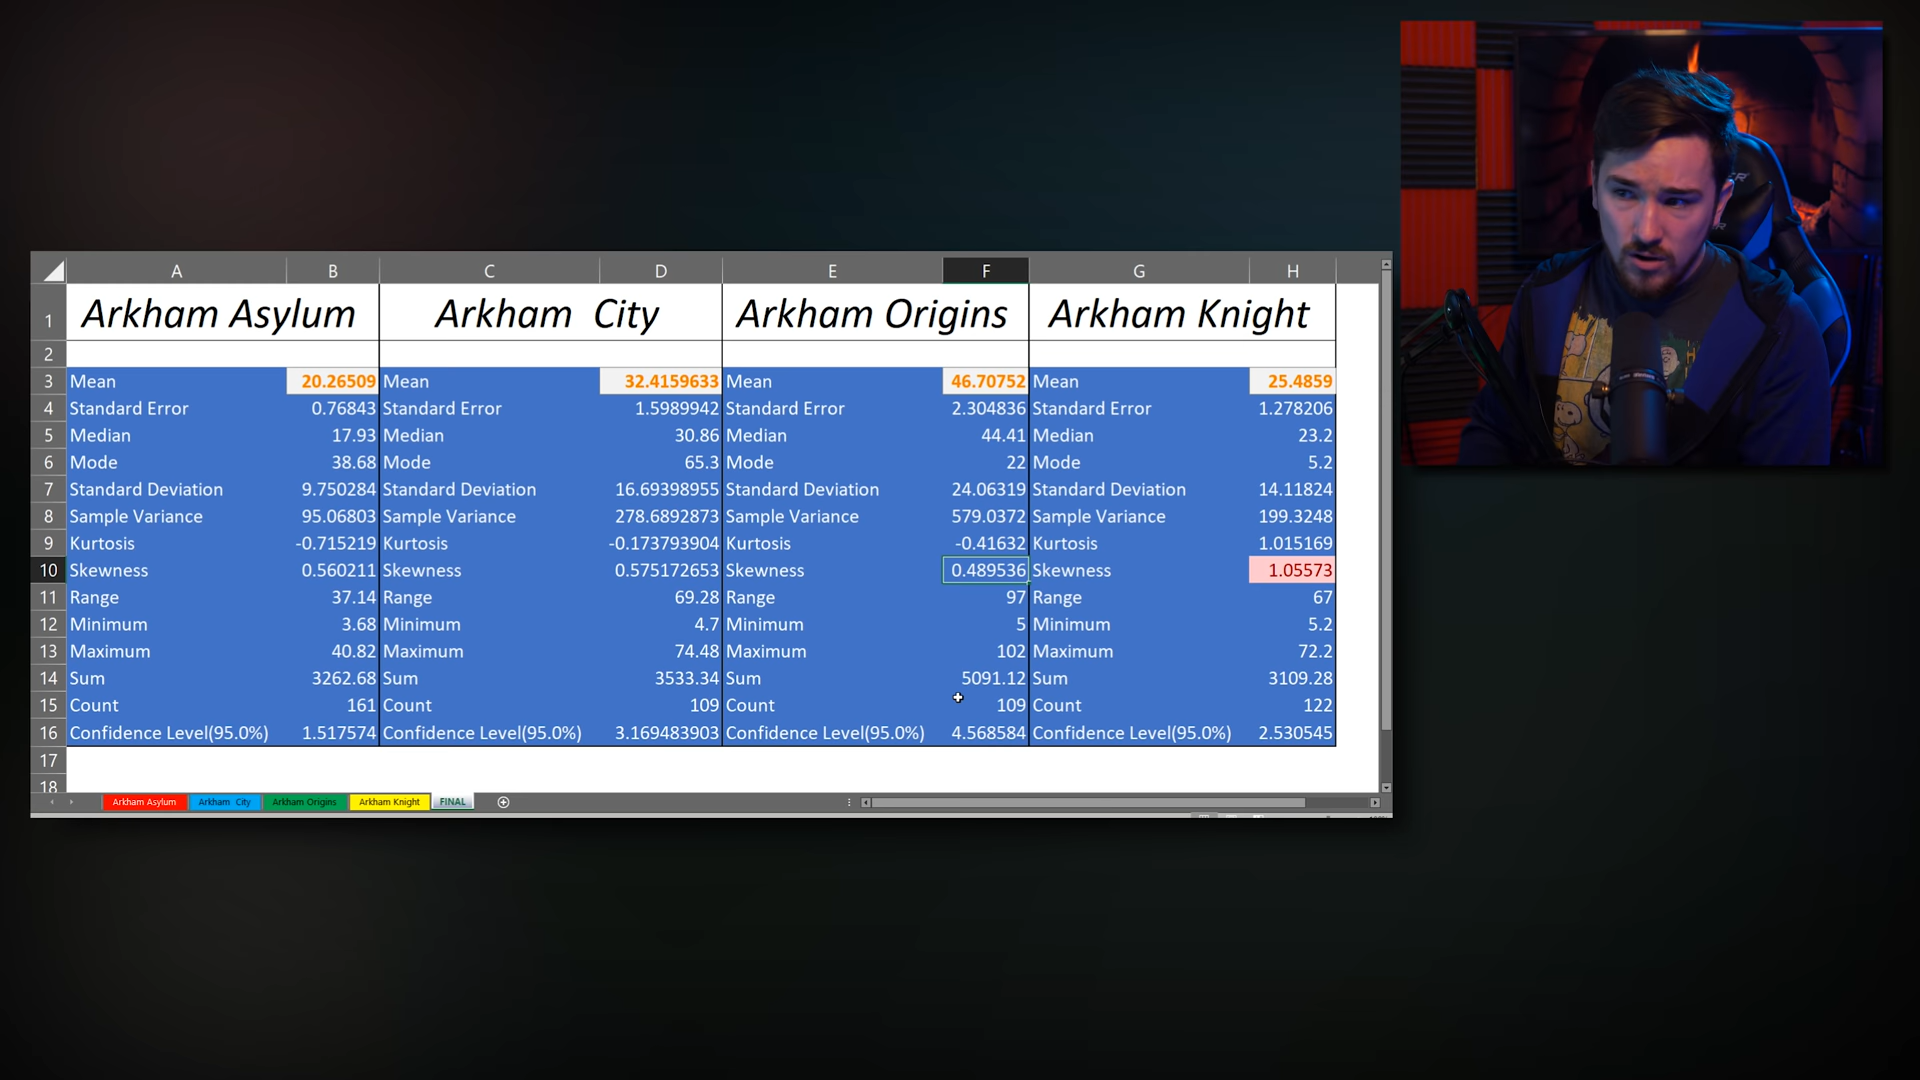 A B C D E F G H
1 Arkham Asylum Arkham City Arkham Origins Arkham Knight
2
3 Mean 20.26509 Mean 32.4159633 Mean 46.70752 Mean 25.4859
4 Standard Error 0.76843 Standard Error 1.5989942 Standard Error 2.304836 Standard Error 1.278206
5 Median 17.93 Median 30.86 Median 44.41 Median 23.2
6 Mode 38.68 Mode 65.3 Mode 22 Mode 5.2
7 Standard Deviation 9.750284 Standard Deviation 16.69398955 Standard Deviation 24.06319 Standard Deviation 14.11824
8 Sample Variance 95.06803 Sample Variance 278.6892873 Sample Variance 579.0372 Sample Variance 199.3248
9 Kurtosis -0.715219 Kurtosis -0.173793904 Kurtosis -0.41632 Kurtosis 1.015169
10 Skewness 0.560211 Skewness 0.575172653 Skewness 0.489536 Skewness 1.05573
11 Range 37.14 Range 69.28 Range 97 Range 67
12 Minimum 3.68 Minimum 4.7 Minimum 5 Minimum 5.2
13 Maximum 40.82 Maximum 74.48 Maximum 102 Maximum 72.2
14 Sum 3262.68 Sum 3533.34 Sum 5091.12 Sum 3109.28
15 Count 161 Count 109 Count 109 Count 122
16 Confidence Level(95.0%) 1.517574 Confidence Level(95.0%) 3.169483903 Confidence Level(95.0%) 4.568584 Confidence Level(95.0%) 2.530545
17
18
Arkham Asylum Arkham City Arkham Origins Arkham Knight FINAL